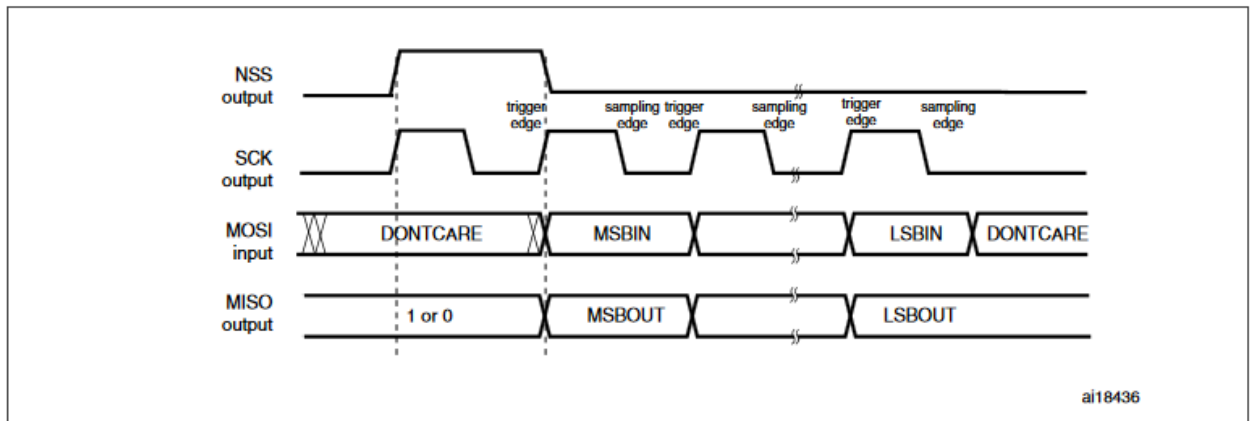 NSS
output
trigger
edge
sampling
edge
trigger
edge
sampling
edge
trigger
edge
sampling
edge
SCK
output
MOSI
input
DONTCARE
MSBIN
LSBIN
DONTCARE
MISO
output
1 or 0
MSBOUT
LSBOUT
ai18436